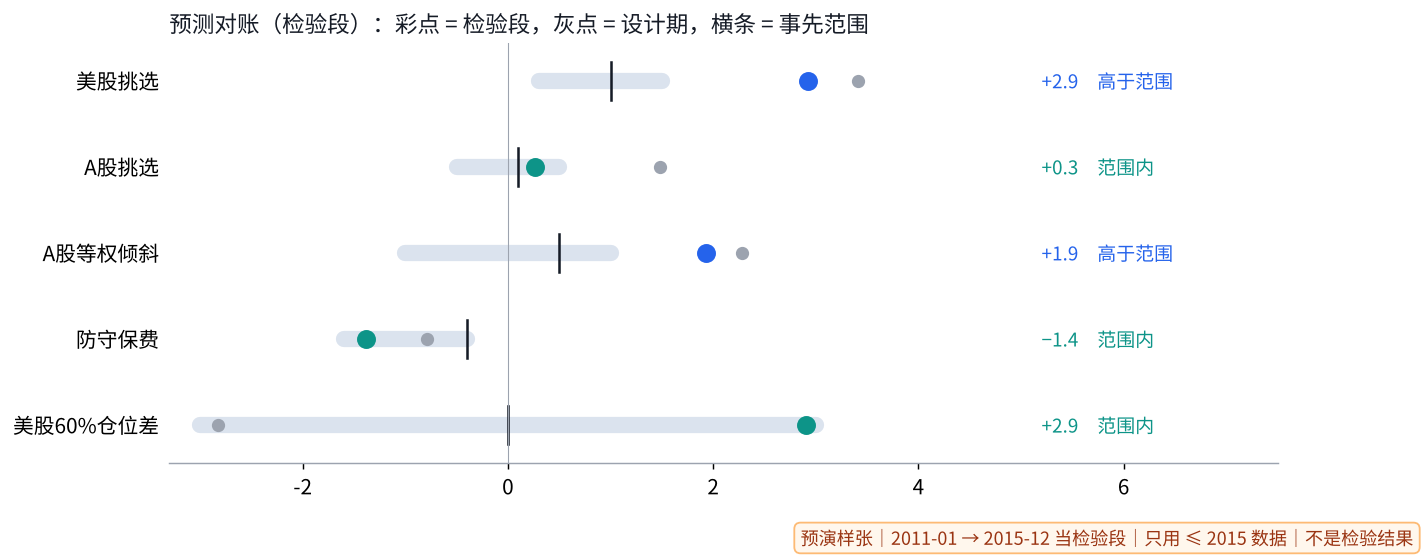 预测对账（检验段）：彩点 = 检验段，灰点 = 设计期，横条 = 事先范围
美股挑选 +2.9 高于范围
A股挑选 +0.3 范围内
A股等权倾斜 +1.9 高于范围
防守保费 −1.4 范围内
美股60%仓位差 +2.9 范围内
-2 0 2 4 6
预演样张｜2011-01 → 2015-12 当检验段｜只用 ≤ 2015 数据｜不是检验结果